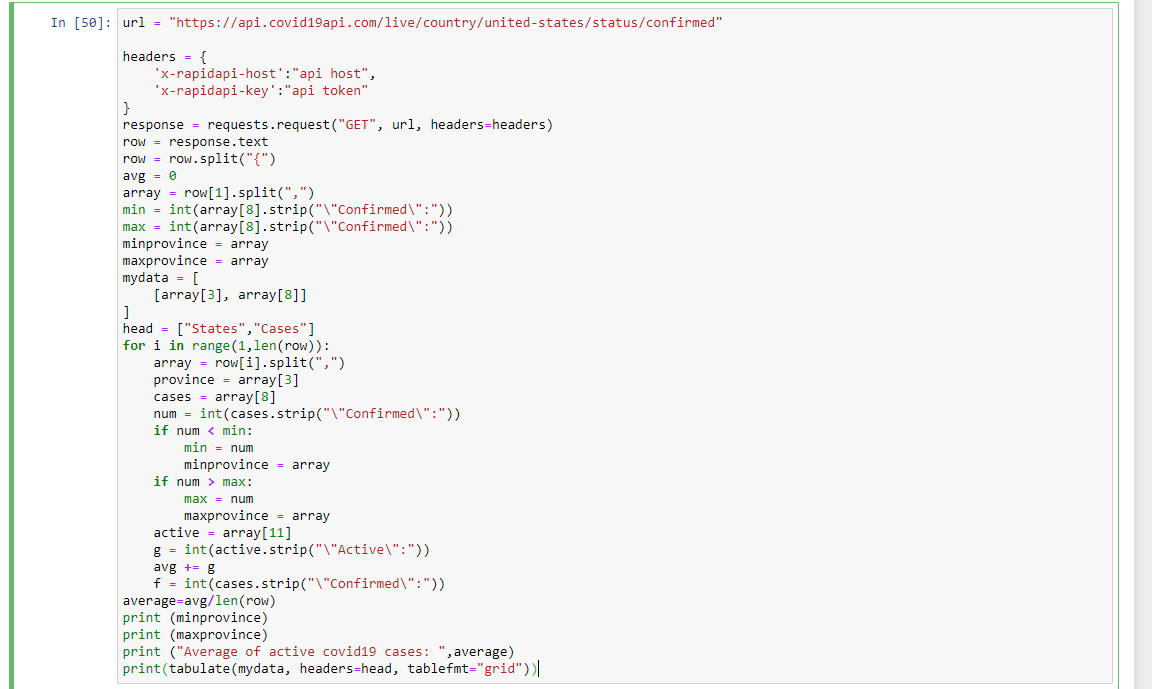 In [50]: url = "https://api.covid19api.com/live/country/united-states/status/confirmed"

headers = {
    'x-rapidapi-host':"api host",
    'x-rapidapi-key':"api token"
}
response = requests.request("GET", url, headers=headers)
row = response.text
row = row.split("{")
avg = 0
array = row[1].split(",")
min = int(array[8].strip("\"Confirmed\":"))
max = int(array[8].strip("\"Confirmed\":"))
minprovince = array
maxprovince = array
mydata = [
    [array[3], array[8]]
]
head = ["States","Cases"]
for i in range(1,len(row)):
    array = row[i].split(",")
    province = array[3]
    cases = array[8]
    num = int(cases.strip("\"Confirmed\":"))
    if num < min:
        min = num
        minprovince = array
    if num > max:
        max = num
        maxprovince = array
    active = array[11]
    g = int(active.strip("\"Active\":"))
    avg += g
    f = int(cases.strip("\"Confirmed\":"))
average=avg/len(row)
print (minprovince)
print (maxprovince)
print ("Average of active covid19 cases: ",average)
print(tabulate(mydata, headers=head, tablefmt="grid"))